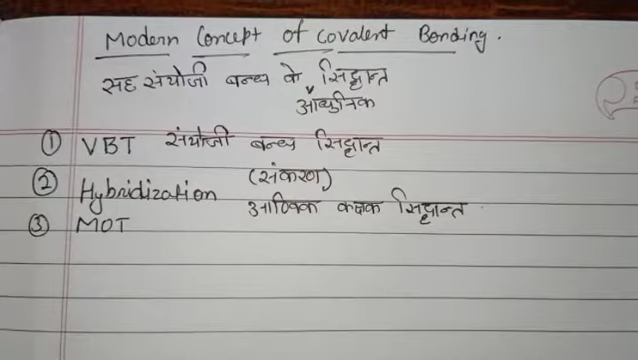 Modern Concept of Covalent Bonding.
सह संयोजी बन्ध के सिद्धान्त
आधुनिक
① VBT संयोजी बन्ध सिद्धान्त
② Hybridization (संकरण)
③ MOT आण्विक कक्षक सिद्धान्त